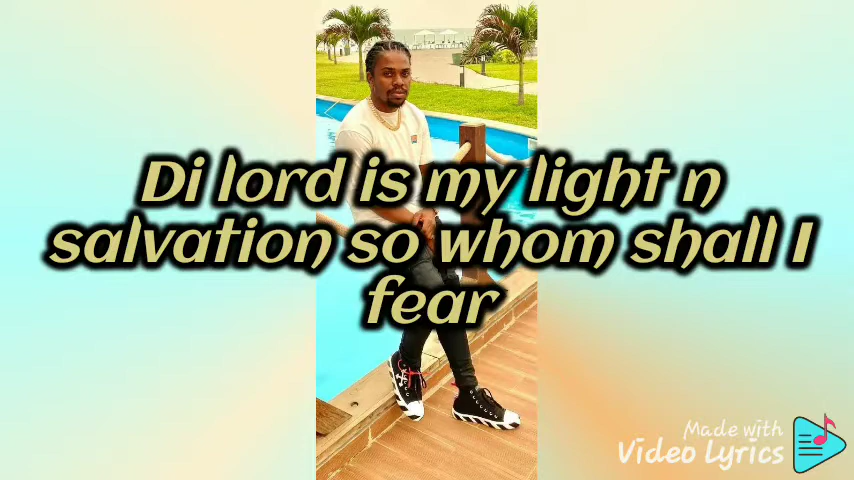 Di lord is my light n
salvation so whom shall I
fear
Made with
Video Lyrics